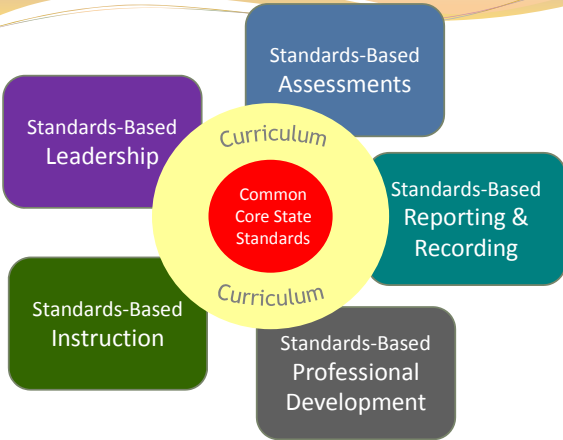 Standards-Based
Assessments
Standards-Based
Leadership
Curriculum
Common
Core State
Standards
Standards-Based
Reporting &
Recording
Curriculum
Standards-Based
Instruction
Standards-Based
Professional
Development